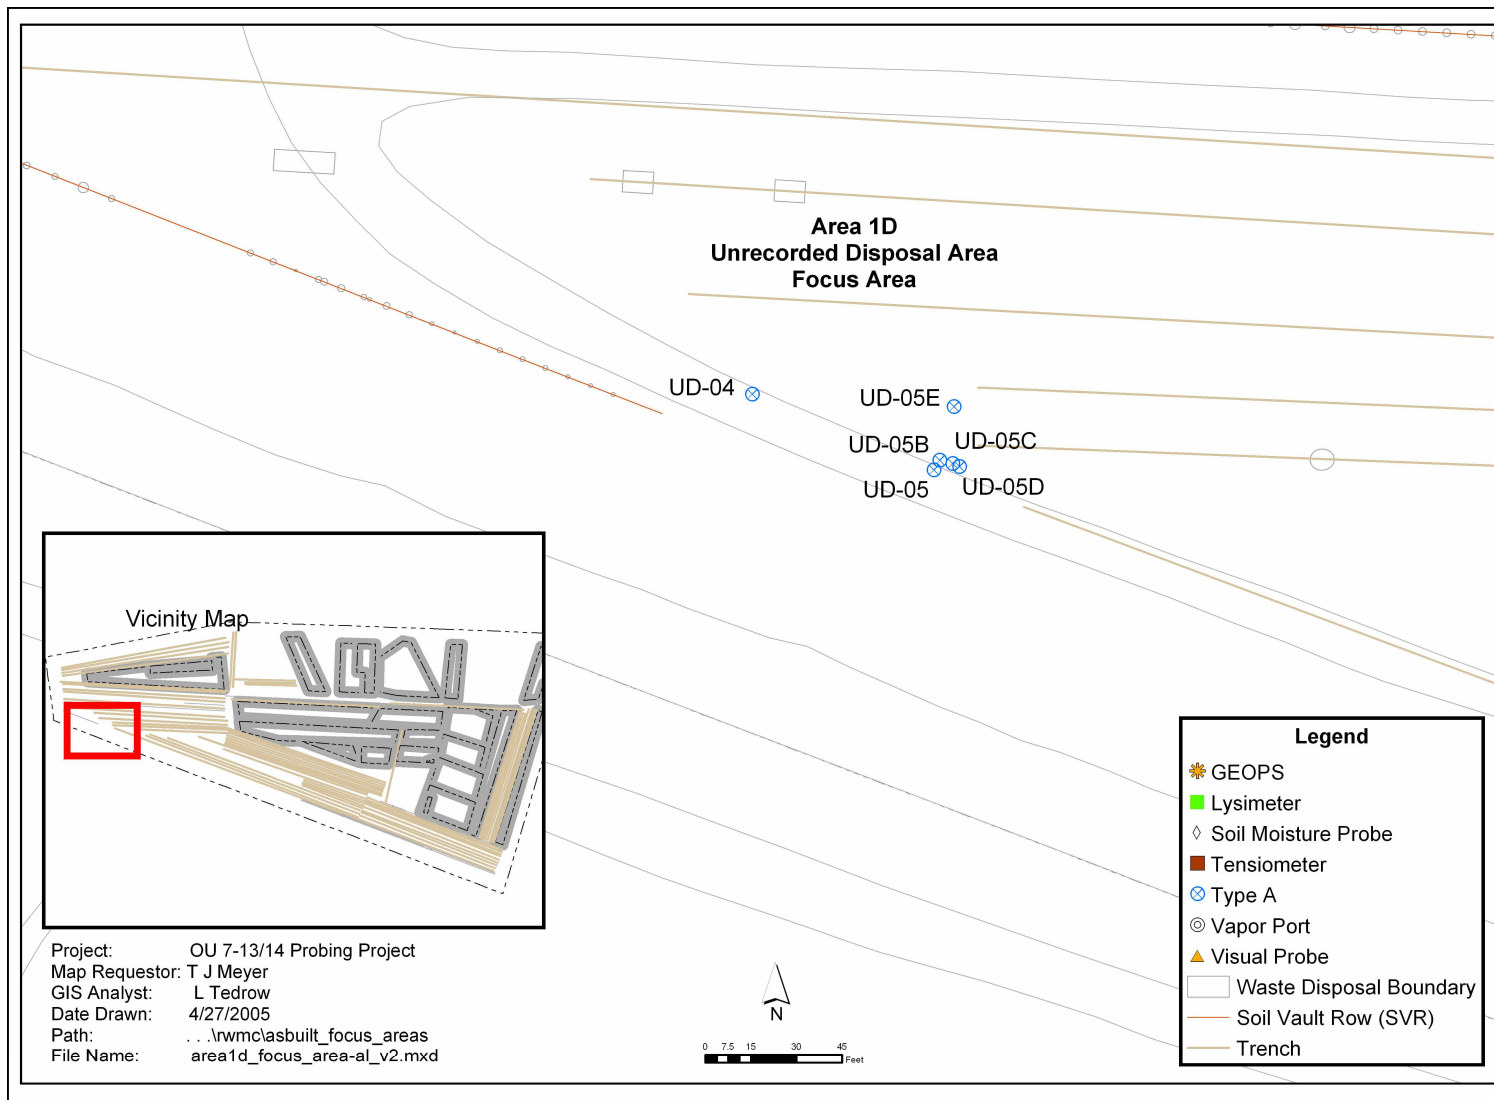 Area 1D
Unrecorded Disposal Area
Focus Area
UD-04
UD-05E
UD-05B
UD-05C
UD-05
UD-05D
Vicinity Map
Legend
GEOPS
Lysimeter
Soil Moisture Probe
Tensiometer
Type A
Vapor Port
Visual Probe
Waste Disposal Boundary
Soil Vault Row (SVR)
Trench
Project: OU 7-13/14 Probing Project
Map Requestor: T J Meyer
GIS Analyst: L Tedrow
Date Drawn: 4/27/2005
Path: . . .\rwmc\asbuilt_focus_areas
File Name: area1d_focus_area-al_v2.mxd
N
0 7.5 15 30 45
Feet